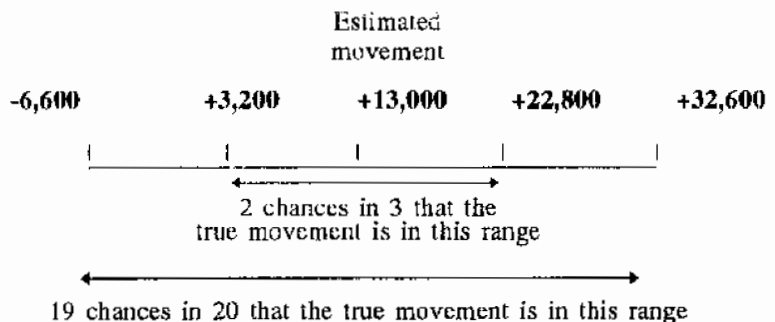 Estimated
movement
-6,600 +3,200 +13,000 +22,800 +32,600
2 chances in 3 that the
true movement is in this range
19 chances in 20 that the true movement is in this range